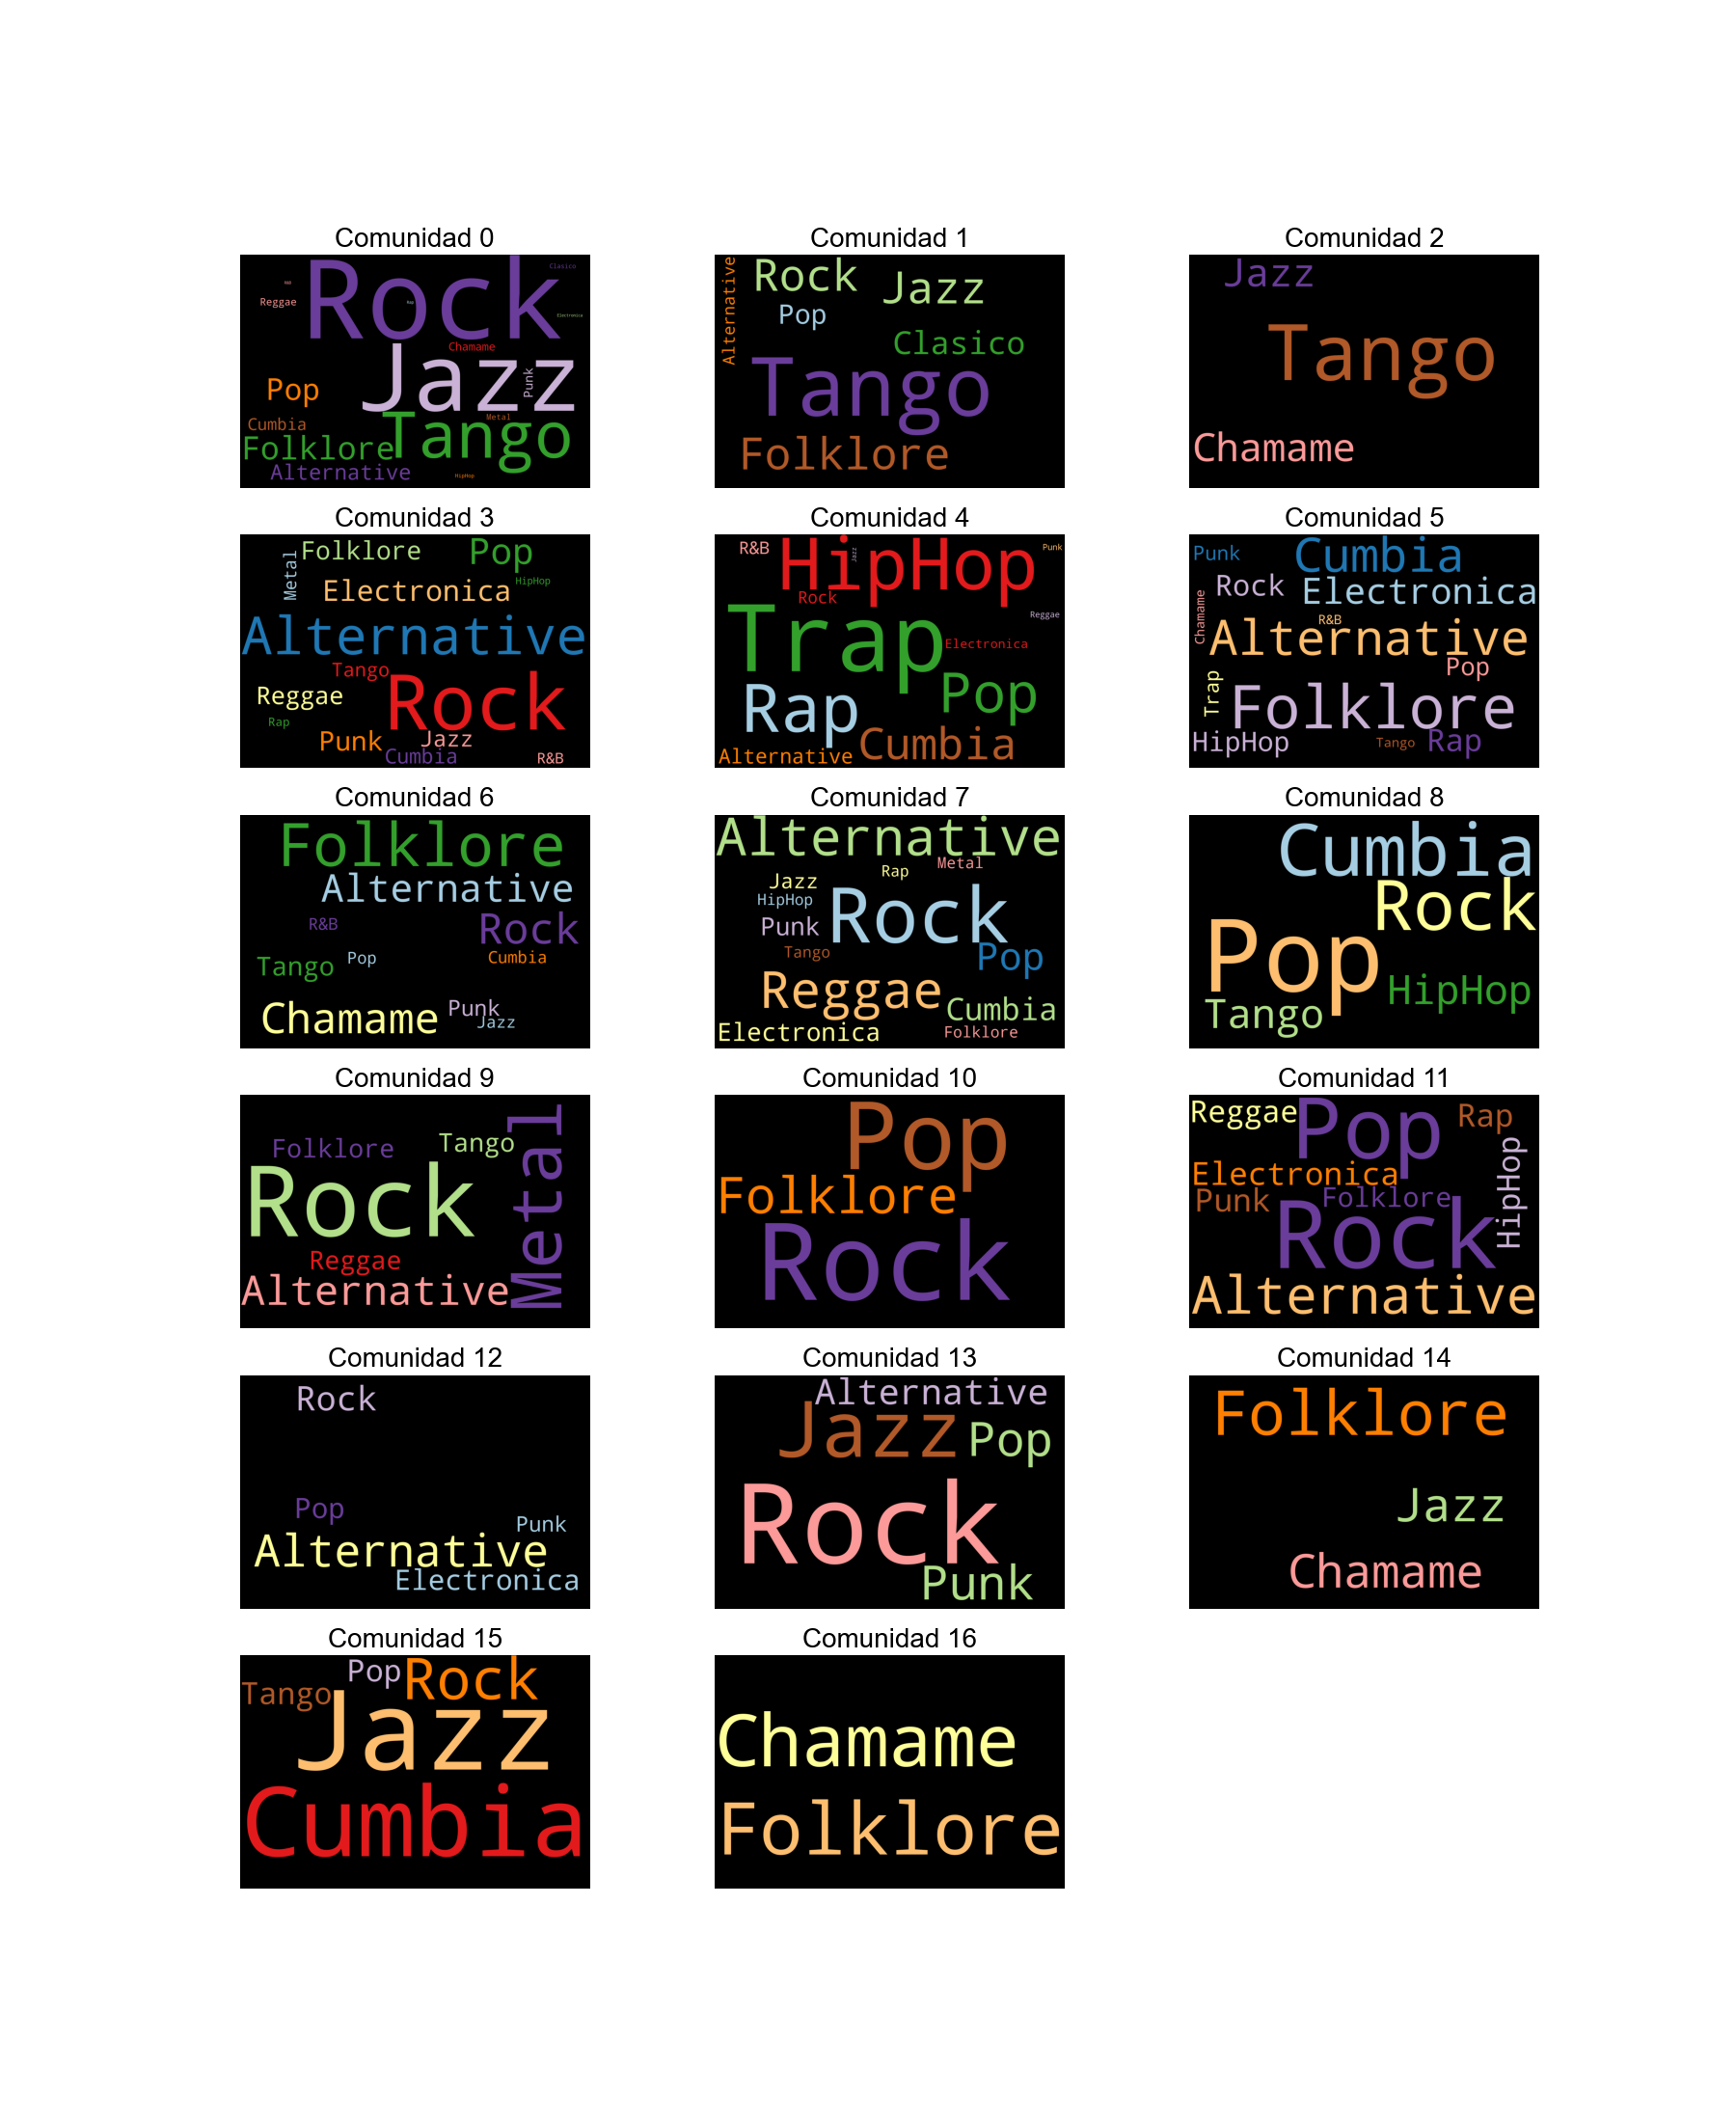 Comunidad 0
Rock
Clasico
Reggae
Electronica
Chamame
Jazz
Punk
Pop
Metal
Cumbia
Tango
Folklore
Alternative
HipHop
Comunidad 1
Alternative
Rock
Jazz
Pop
Clasico
Tango
Folklore
Comunidad 2
Jazz
Tango
Chamame
Comunidad 3
Metal
Folklore
Pop
HipHop
Electronica
Alternative
Tango
Reggae
Rock
Rap
Punk
Jazz
Cumbia
R&B
Comunidad 4
R&B
HipHop
Jazz
Punk
Rock
Reggae
Trap
Electronica
Rap
Pop
Cumbia
Alternative
Comunidad 5
Punk
Cumbia
Rock
Electronica
Chamame
R&B
Alternative
Pop
Trap
Folklore
HipHop
Tango
Rap
Comunidad 6
Folklore
Alternative
R&B
Rock
Tango
Pop
Cumbia
Chamame
Punk
Jazz
Comunidad 7
Alternative
Metal
Rap
Jazz
HipHop
Rock
Punk
Tango
Pop
Reggae
Cumbia
Electronica
Folklore
Comunidad 8
Cumbia
Rock
Pop
HipHop
Tango
Comunidad 9
Metal
Folklore
Tango
Rock
Reggae
Alternative
Comunidad 10
Pop
Folklore
Rock
Comunidad 11
Reggae
Pop
Rap
HipHop
Electronica
Punk
Folklore
Rock
Alternative
Comunidad 12
Rock
Pop
Punk
Alternative
Electronica
Comunidad 13
Alternative
Jazz
Pop
Rock
Punk
Comunidad 14
Folklore
Jazz
Chamame
Comunidad 15
Pop
Rock
Tango
Jazz
Cumbia
Comunidad 16
Chamame
Folklore